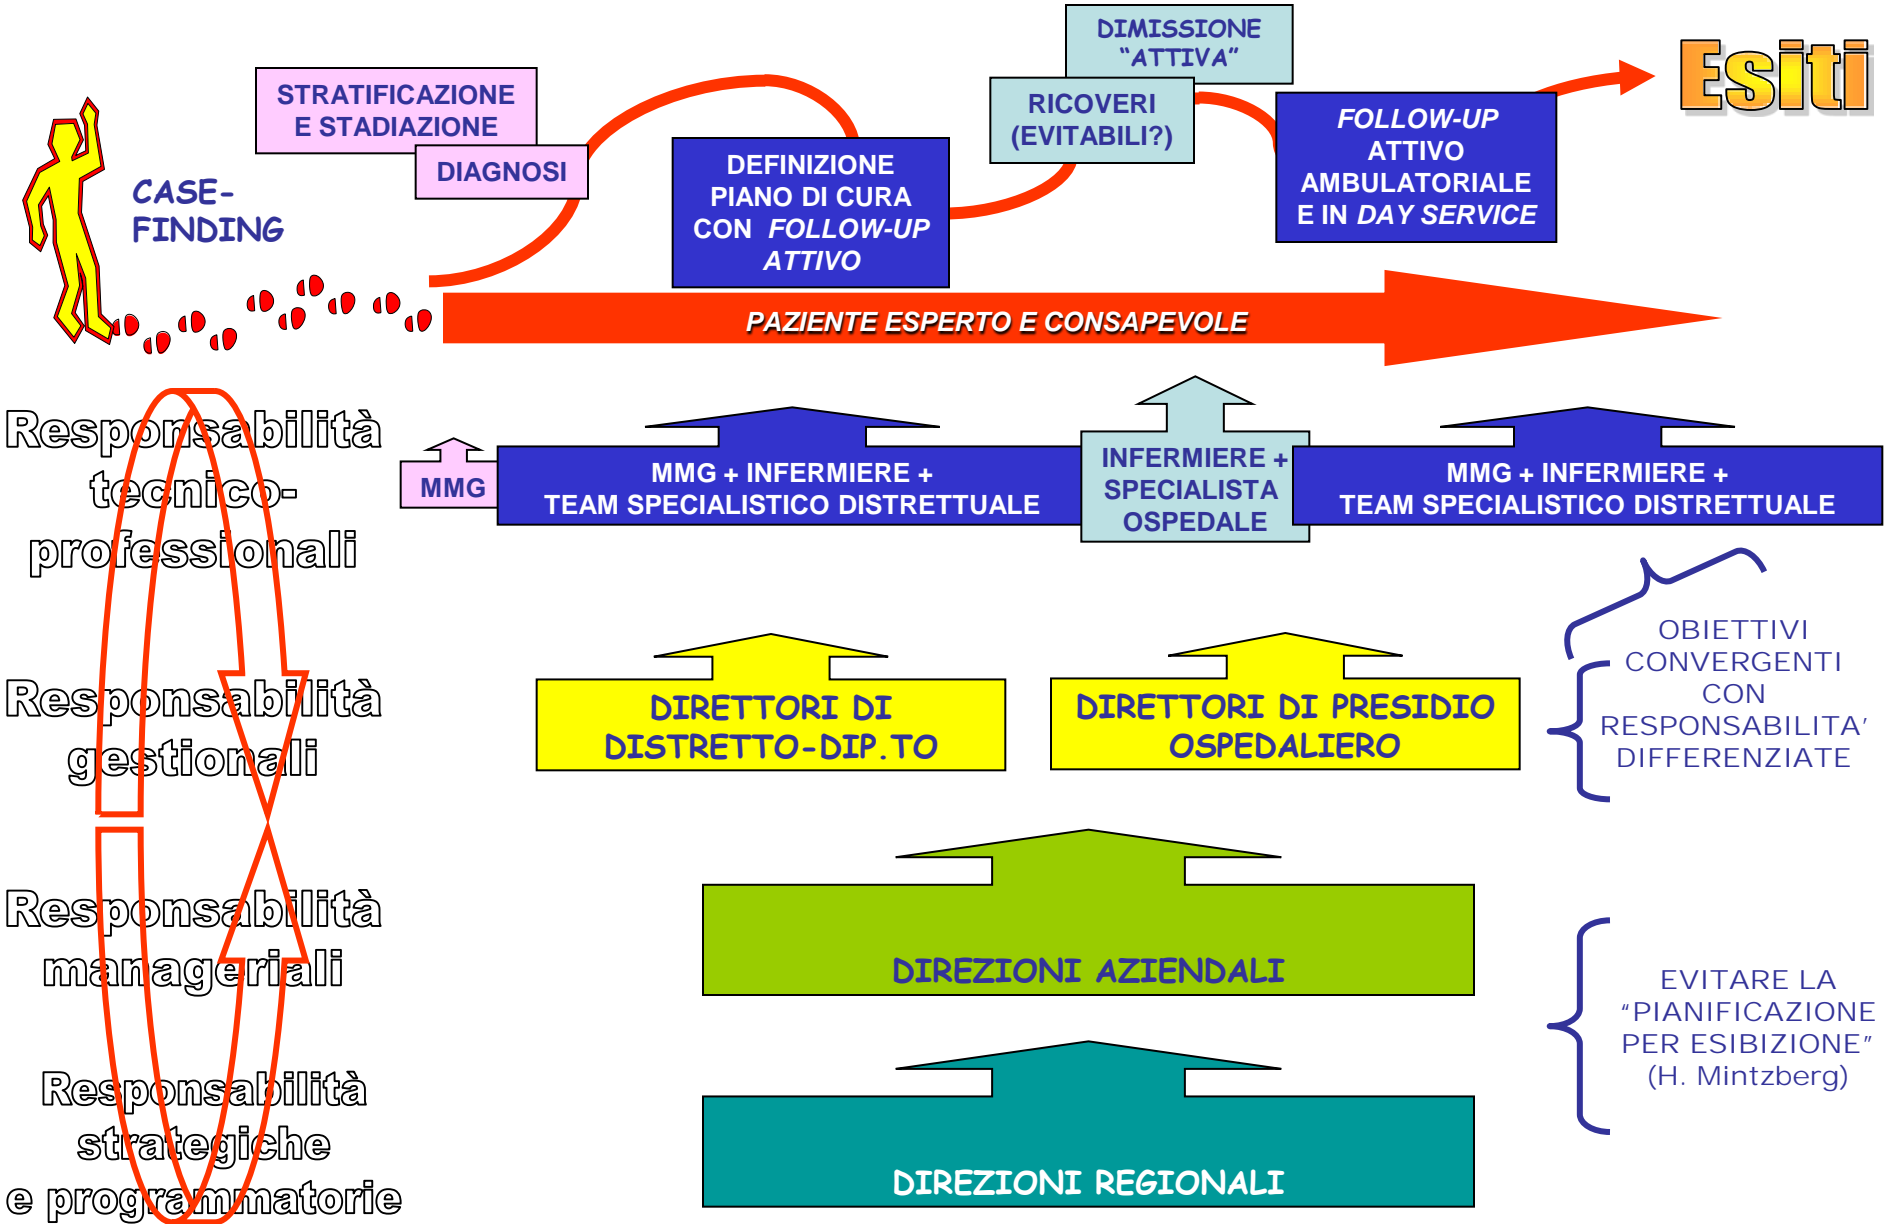 DIMISSIONE
“ATTIVA”
Esiti
STRATIFICAZIONE
E STADIAZIONE
DIAGNOSI
RICOVERI
(EVITABILI?)
FOLLOW-UP
ATTIVO
AMBULATORIALE
E IN DAY SERVICE
DEFINIZIONE
PIANO DI CURA
CON FOLLOW-UP
ATTIVO
CASE-
FINDING
PAZIENTE ESPERTO E CONSAPEVOLE
Responsabilità
tecnico-
professionali
MMG
MMG + INFERMIERE +
TEAM SPECIALISTICO DISTRETTUALE
INFERMIERE +
SPECIALISTA
OSPEDALE
MMG + INFERMIERE +
TEAM SPECIALISTICO DISTRETTUALE
Responsabilità
gestionali
DIRETTORI DI
DISTRETTO-DIP.TO
DIRETTORI DI PRESIDIO
OSPEDALIERO
OBIETTIVI
CONVERGENTI
CON
RESPONSABILITA’
DIFFERENZIATE
Responsabilità
manageriali
DIREZIONI AZIENDALI
EVITARE LA
“PIANIFICAZIONE
PER ESIBIZIONE”
(H. Mintzberg)
Responsabilità
strategiche
e programmatorie
DIREZIONI REGIONALI